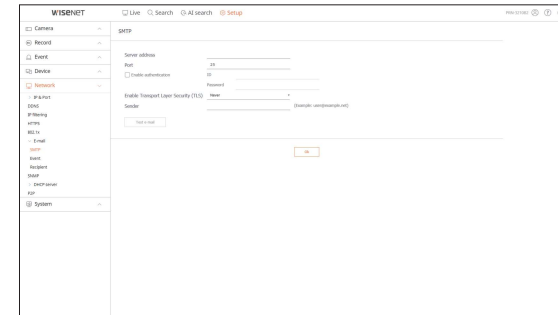 WISENET
Live Search AI search Setup
Camera
Record
Event
Device
Network
IP & Port
DDNS
IP filtering
HTTPS
802.1x
E-mail
SMTP
Event
Recipient
SNMP
DHCP server
P2P
System
SMTP
Server address
Port 25
Enable authentication ID
Password
Enable Transport Layer Security (TLS) Never
Sender (Example: user@example.net)
Test e-mail
Ok